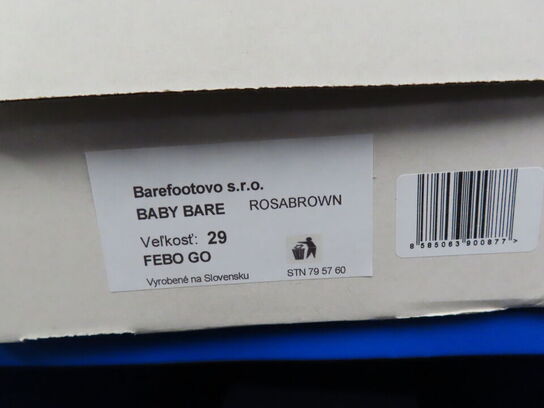 Barefootovo s.r.o.
BABY BARE ROSABROWN
Veľkosť: 29
FEBO GO
Vyrobené na Slovensku STN 79 57 60
8 585063 900877 >